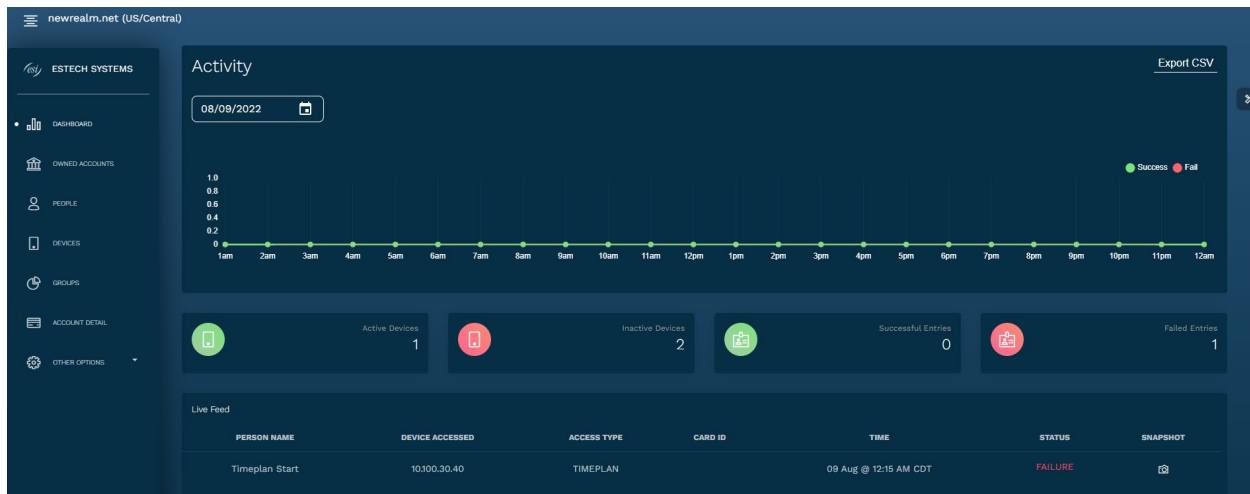 newrealm.net (US/Central)
esi ESTECH SYSTEMS
DASHBOARD
OWNED ACCOUNTS
PEOPLE
DEVICES
GROUPS
ACCOUNT DETAIL
OTHER OPTIONS
Activity
Export CSV
08/09/2022
Success Fail
1.0
0.8
0.6
0.4
0.2
0
1am 2am 3am 4am 5am 6am 7am 8am 9am 10am 11am 12pm 1pm 2pm 3pm 4pm 5pm 6pm 7pm 8pm 9pm 10pm 11pm 12am
Active Devices
1
Inactive Devices
2
Successful Entries
0
Failed Entries
1
Live Feed
PERSON NAME DEVICE ACCESSED ACCESS TYPE CARD ID TIME STATUS SNAPSHOT
Timeplan Start 10.100.30.40 TIMEPLAN 09 Aug @ 12:15 AM CDT FAILURE